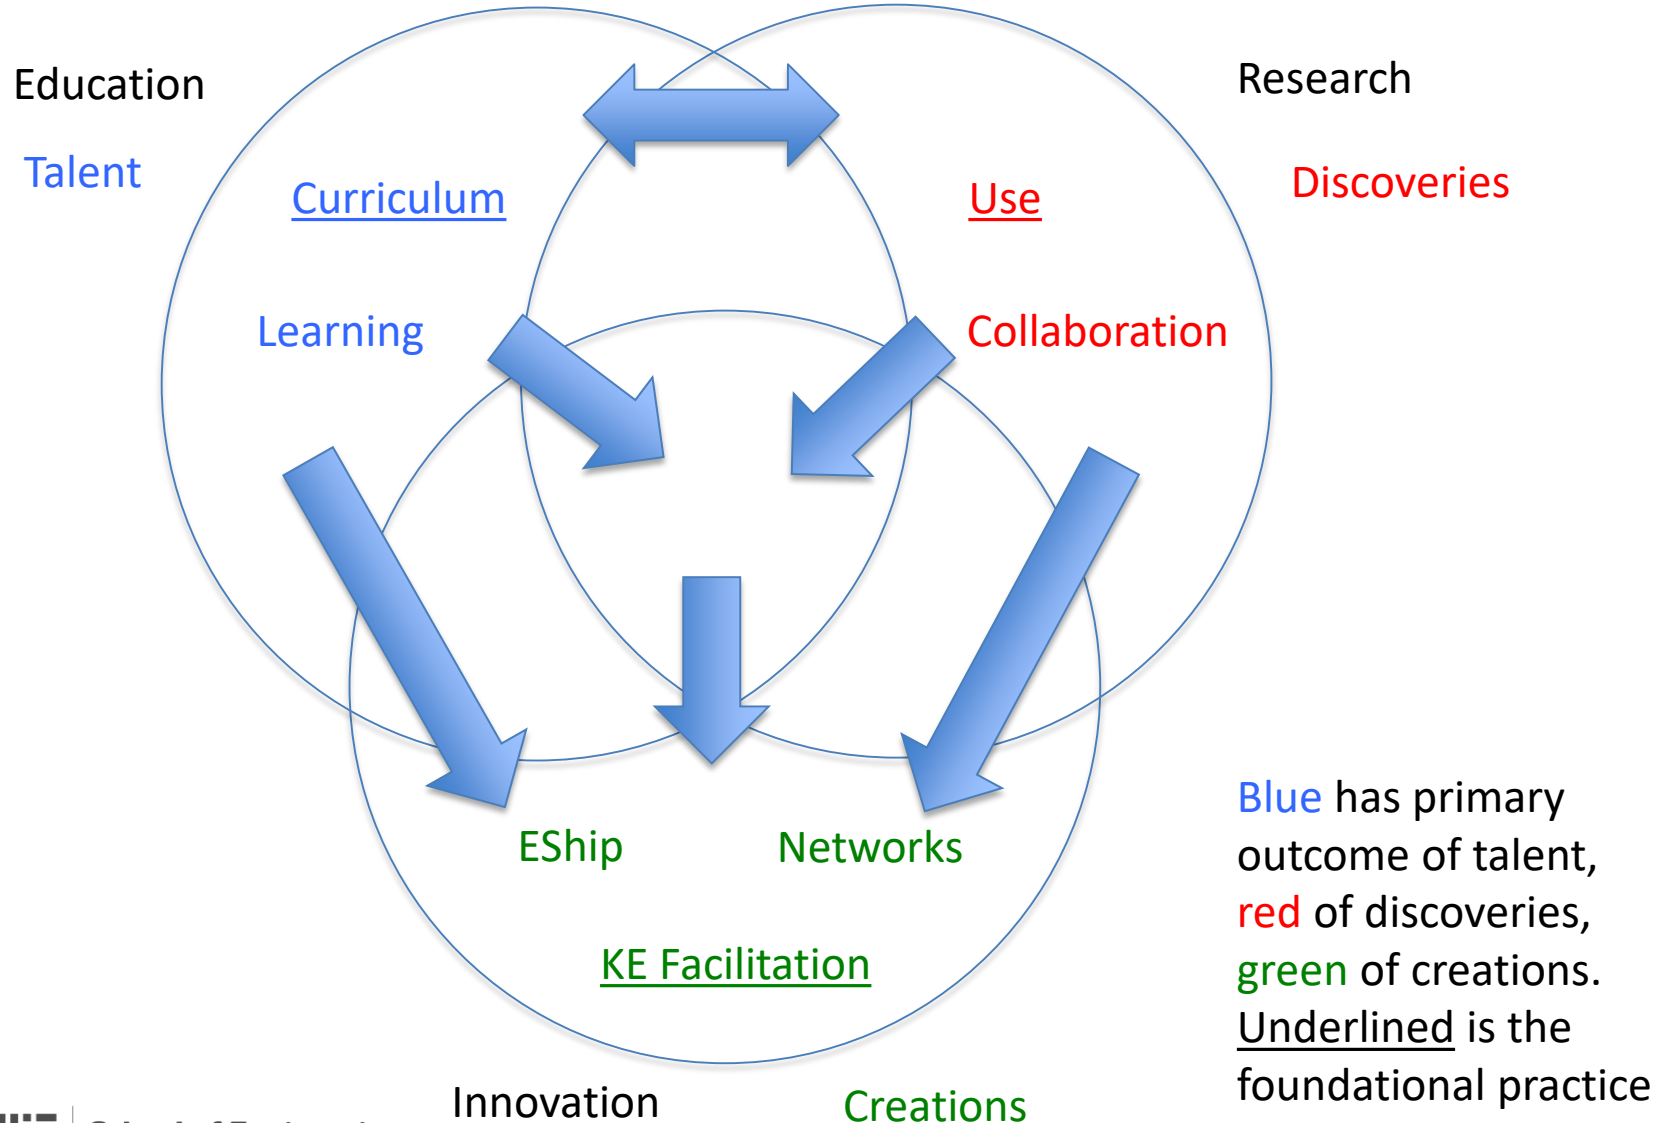 Education
Research
Talent
Discoveries
Curriculum
Use
Learning
Collaboration
EShip
Networks
KE Facilitation
Innovation
Creations
Blue has primary
outcome of talent,
red of discoveries,
green of creations.
Underlined is the
foundational practice